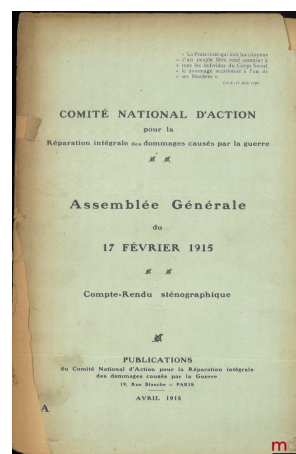 « La Fraternité qui unit les citoyens
« d'un peuple libre rend commun à
« tous les individus du Corps Social
« le dommage occasionné à l'un de
« ses Membres ».
COMITÉ NATIONAL D'ACTION
pour la
Réparation intégrale des dommages causés par la guerre
Assemblée Générale
du
17 FÉVRIER 1915
Compte-Rendu sténographique
PUBLICATIONS
du Comité National d'Action pour la Réparation intégrale
des dommages causés par la Guerre
19, Rue Blanche — PARIS
AVRIL 1915
A
m